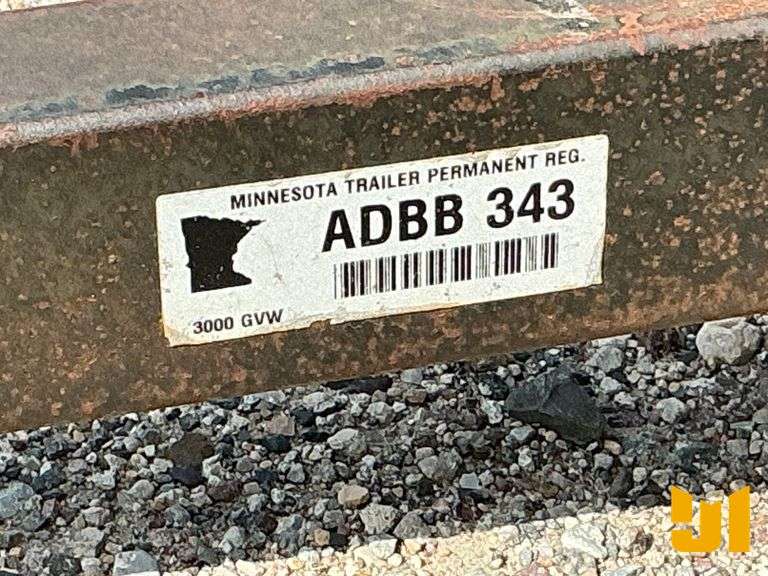 MINNESOTA TRAILER PERMANENT REG.
ADBB 343
3000 GVW